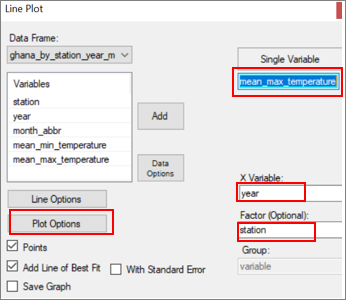 Line Plot
Data Frame:
ghana_by_station_year_m
Variables
station
year
month_abbr
mean_min_temperature
mean_max_temperature
Add
Data
Options
Line Options
Plot Options
Points
Add Line of Best Fit
With Standard Error
Save Graph
Single Variable
mean_max_temperature
X Variable:
year
Factor (Optional):
station
Group:
variable